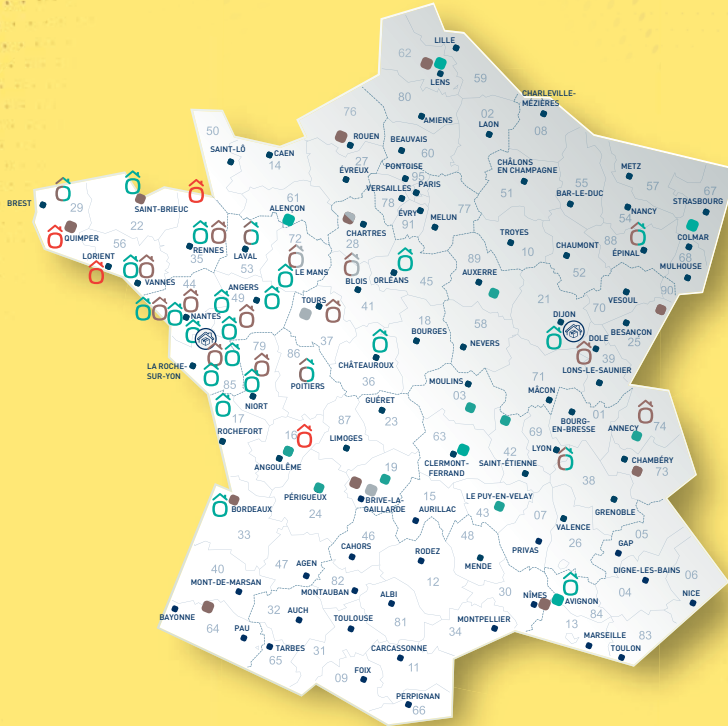 LILLE
62
LENS
59
CHARLEVILLE-
MÉZIÈRES
80
02
76
AMIENS
LAON
08
50
ROUEN
BEAUVAIS
SAINT-LÔ
CAEN
14
27
60
METZ
ÉVREUX
PONTOISE
95
CHÂLONS
EN CHAMPAGNE
57
67
VERSAILLES
PARIS
51
55
BAR-LE-DUC
STRASBOURG
BREST
29
61
ALENÇON
78
ÉVRY
77
54
NANCY
SAINT-BRIEUC
91
MELUN
QUIMPER
22
CHARTRES
28
TROYES
88
COLMAR
56
RENNES
35
LAVAL
72
10
CHAUMONT
ÉPINAL
68
LORIENT
53
LE MANS
89
52
MULHOUSE
VANNES
44
ANGERS
BLOIS
ORLÉANS
45
AUXERRE
90
49
TOURS
41
21
70
VESOUL
NANTES
DIJON
BESANÇON
25
18
BOURGES
58
NEVERS
DOLE
37
39
79
86
CHÂTEAUROUX
LONS-LE-SAUNIER
LA ROCHE-
SUR-YON
85
POITIERS
36
MOULINS
71
MÂCON
NIORT
GUÉRET
03
01
17
87
23
BOURG-
EN-BRESSE
ANNECY
74
ROCHEFORT
16
LIMOGES
63
69
LYON
42
ANGOULÊME
19
CLERMONT-
FERRAND
SAINT-ÉTIENNE
CHAMBÉRY
73
38
PÉRIGUEUX
BRIVE-LA-
GAILLARDE
15
LE PUY-EN-VELAY
BORDEAUX
24
AURILLAC
43
GRENOBLE
07
VALENCE
33
46
48
05
CAHORS
PRIVAS
26
GAP
47
AGEN
RODEZ
MENDE
DIGNE-LES-BAINS
40
MONT-DE-MARSAN
82
12
06
MONTAUBAN
ALBI
30
NÎMES
AVIGNON
04
NICE
BAYONNE
32
AUCH
84
64
TOULOUSE
81
MONTPELLIER
13
PAU
34
MARSEILLE
83
TARBES
31
CARCASSONNE
TOULON
65
11
FOIX
09
PERPIGNAN
66